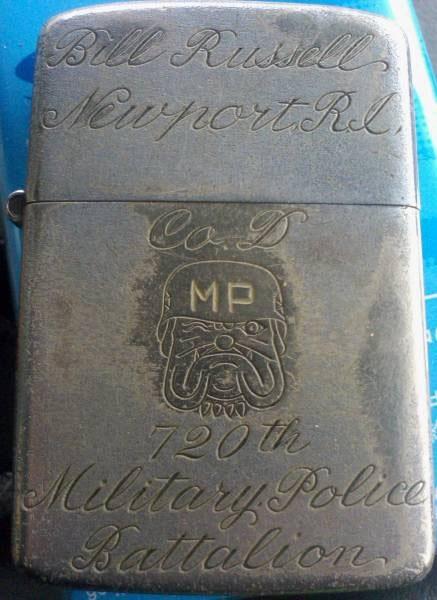 Bill Russell
Newport, R.I.
Co. D
MP
720th
Military Police
Battalion